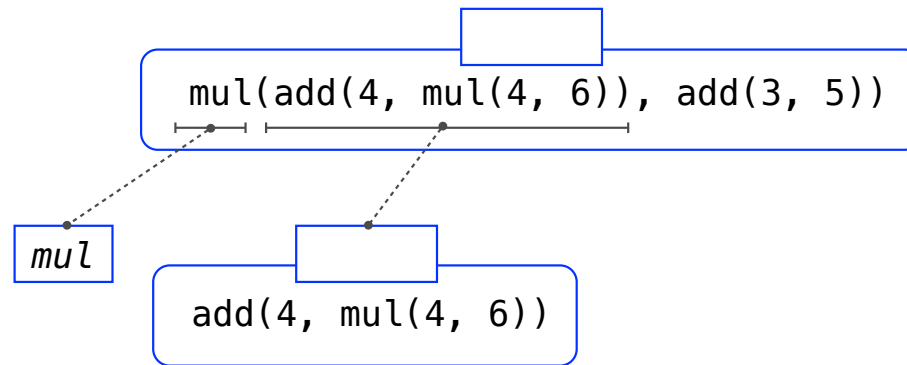 mul(add(4, mul(4, 6)), add(3, 5))
mul
add(4, mul(4, 6))